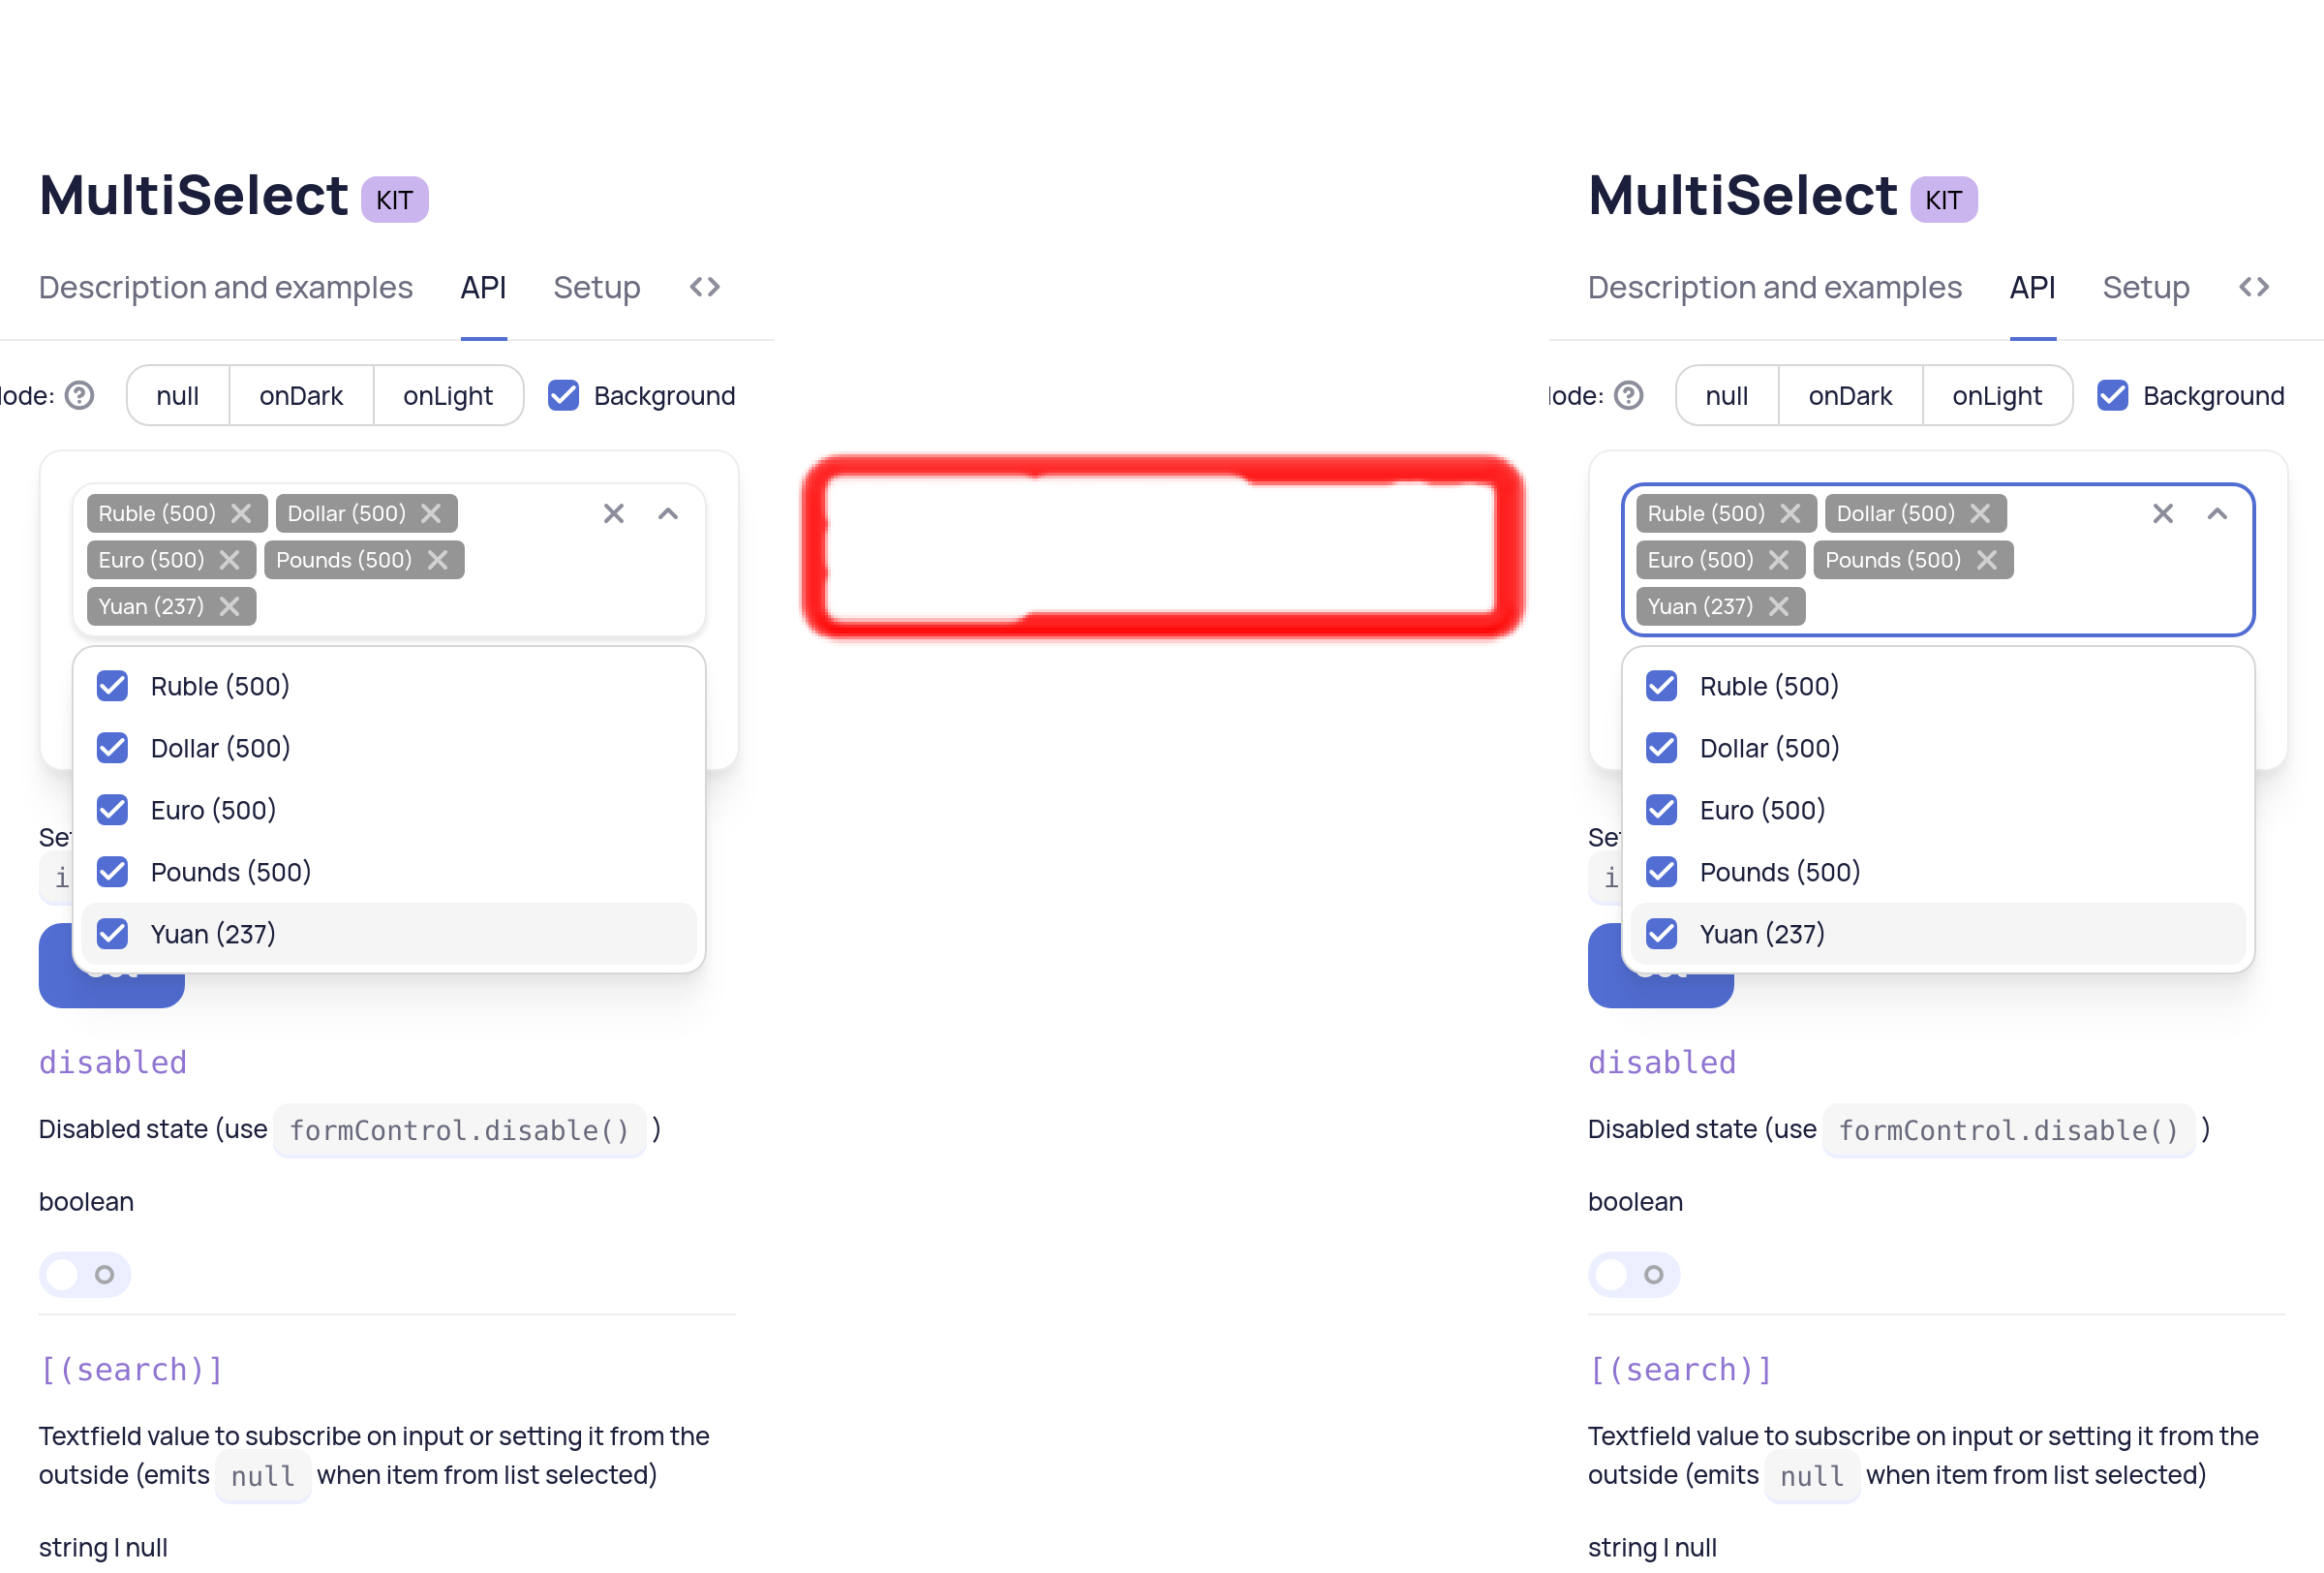 MultiSelect KIT
Description and examples API Setup
ode: null onDark onLight Background
Ruble (500) Dollar (500)
Euro (500) Pounds (500)
Yuan (237)
Ruble (500)
Dollar (500)
Euro (500)
Set
Pounds (500)
i
Yuan (237)
disabled
Disabled state (use formControl.disable() )
boolean
[(search)]
Textfield value to subscribe on input or setting it from the
outside (emits null when item from list selected)
string | null
MultiSelect KIT
Description and examples API Setup
ode: null onDark onLight Background
Ruble (500) Dollar (500)
Euro (500) Pounds (500)
Yuan (237)
Ruble (500)
Dollar (500)
Euro (500)
Set
Pounds (500)
i
Yuan (237)
disabled
Disabled state (use formControl.disable() )
boolean
[(search)]
Textfield value to subscribe on input or setting it from the
outside (emits null when item from list selected)
string | null